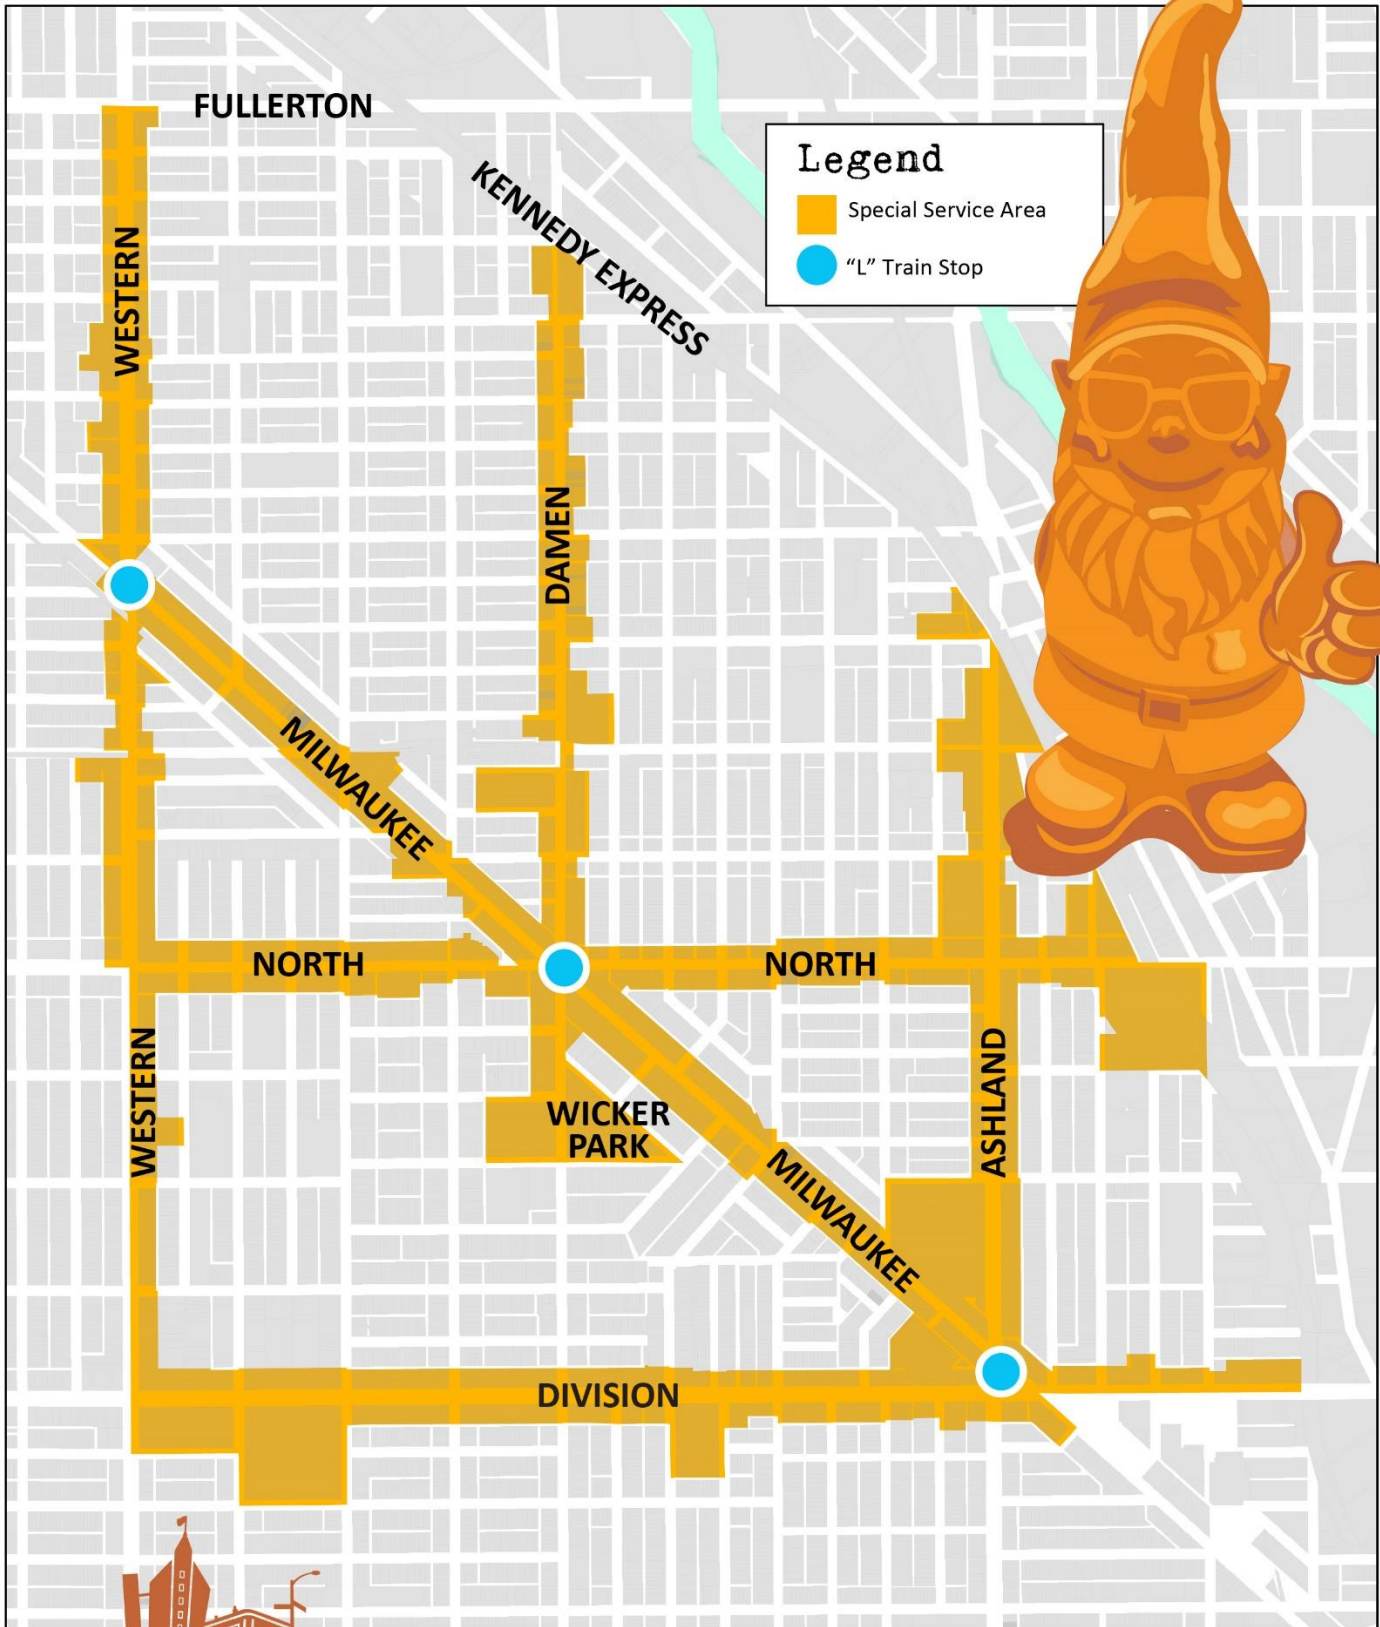 FULLERTON
Legend
Special Service Area
“L” Train Stop
KENNEDY EXPRESS
WESTERN
DAMEN
MILWAUKEE
NORTH
NORTH
WESTERN
ASHLAND
WICKER
PARK
MILWAUKEE
DIVISION